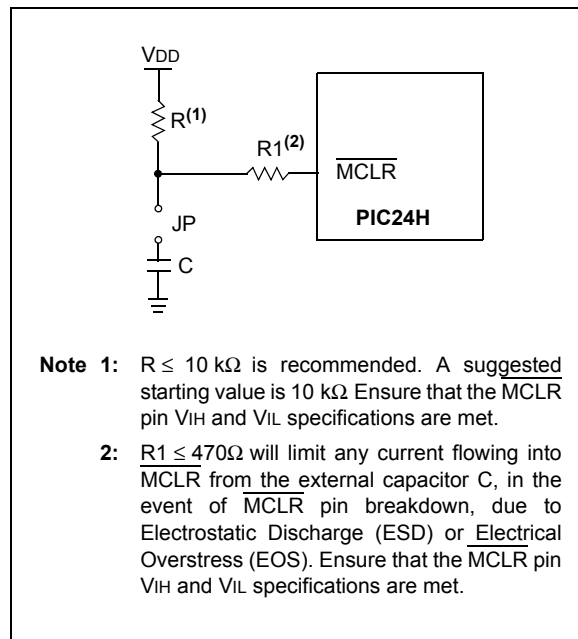 VDD
R(1)
R1(2)
MCLR
JP
PIC24H
C
Note 1: R ≤ 10 kΩ is recommended. A suggested
starting value is 10 kΩ Ensure that the MCLR
pin VIH and VIL specifications are met.
2: R1 ≤ 470Ω will limit any current flowing into
MCLR from the external capacitor C, in the
event of MCLR pin breakdown, due to
Electrostatic Discharge (ESD) or Electrical
Overstress (EOS). Ensure that the MCLR pin
VIH and VIL specifications are met.